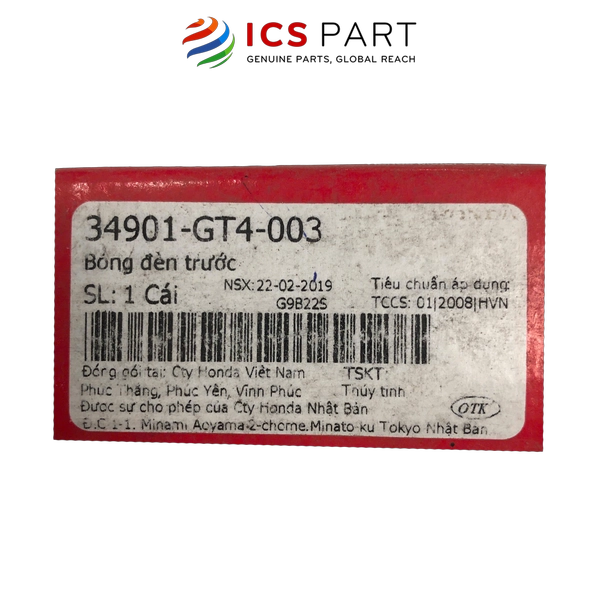 ICS PART
GENUINE PARTS, GLOBAL REACH
34901-GT4-003
Bóng đèn trước
SL: 1 Cái
NSX:22-02-2019
G9B22S
Tiêu chuẩn áp dụng:
TCCS: 01|2008|HVN
Đóng gói tại: Cty Honda Việt Nam
TSKT:
Phúc Thắng, Phúc Yên, Vĩnh Phúc
Thủy tinh
Được sự cho phép của Cty Honda Nhật Bản
Đ.C 1-1, Minami Aoyama 2-chome, Minato-ku Tokyo Nhật Bản
OTK